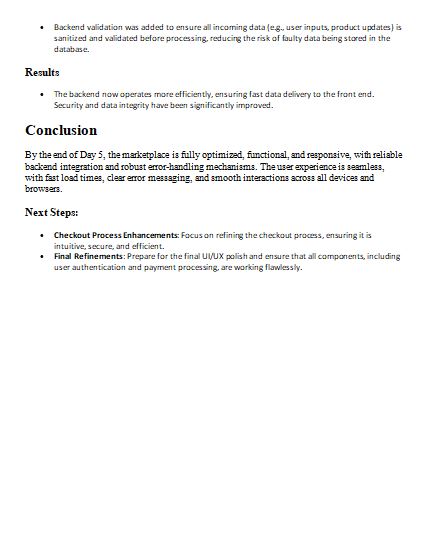 • Backend validation was added to ensure all incoming data (e.g., user inputs, product updates) is
sanitized and validated before processing, reducing the risk of faulty data being stored in the
database.
Results
• The backend now operates more efficiently, ensuring fast data delivery to the front end.
Security and data integrity have been significantly improved.
Conclusion
By the end of Day 5, the marketplace is fully optimized, functional, and responsive, with reliable
backend integration and robust error-handling mechanisms. The user experience is seamless,
with fast load times, clear error messaging, and smooth interactions across all devices and
browsers.
Next Steps:
• Checkout Process Enhancements: Focus on refining the checkout process, ensuring it is
intuitive, secure, and efficient.
• Final Refinements: Prepare for the final UI/UX polish and ensure that all components, including
user authentication and payment processing, are working flawlessly.